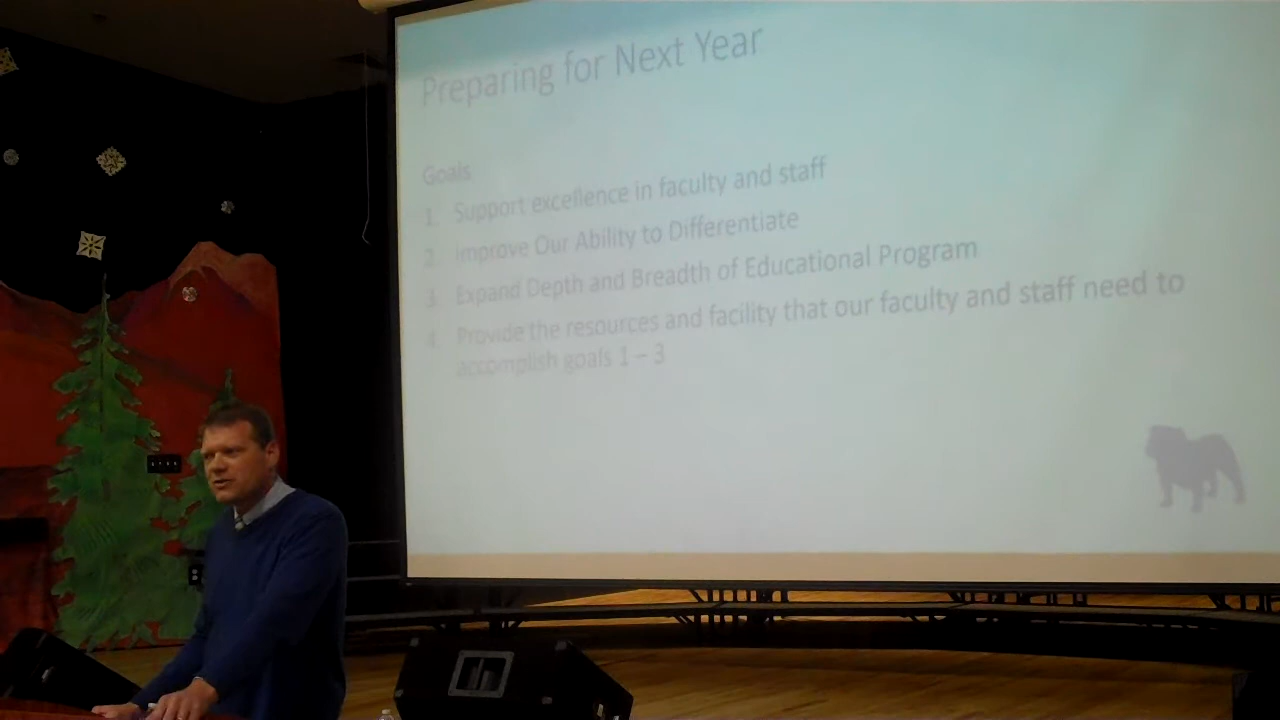 Preparing for Next Year
Goals
1. Support excellence in faculty and staff
2. Improve Our Ability to Differentiate
3. Expand Depth and Breadth of Educational Program
4. Provide the resources and facility that our faculty and staff need to
accomplish goals 1 – 3